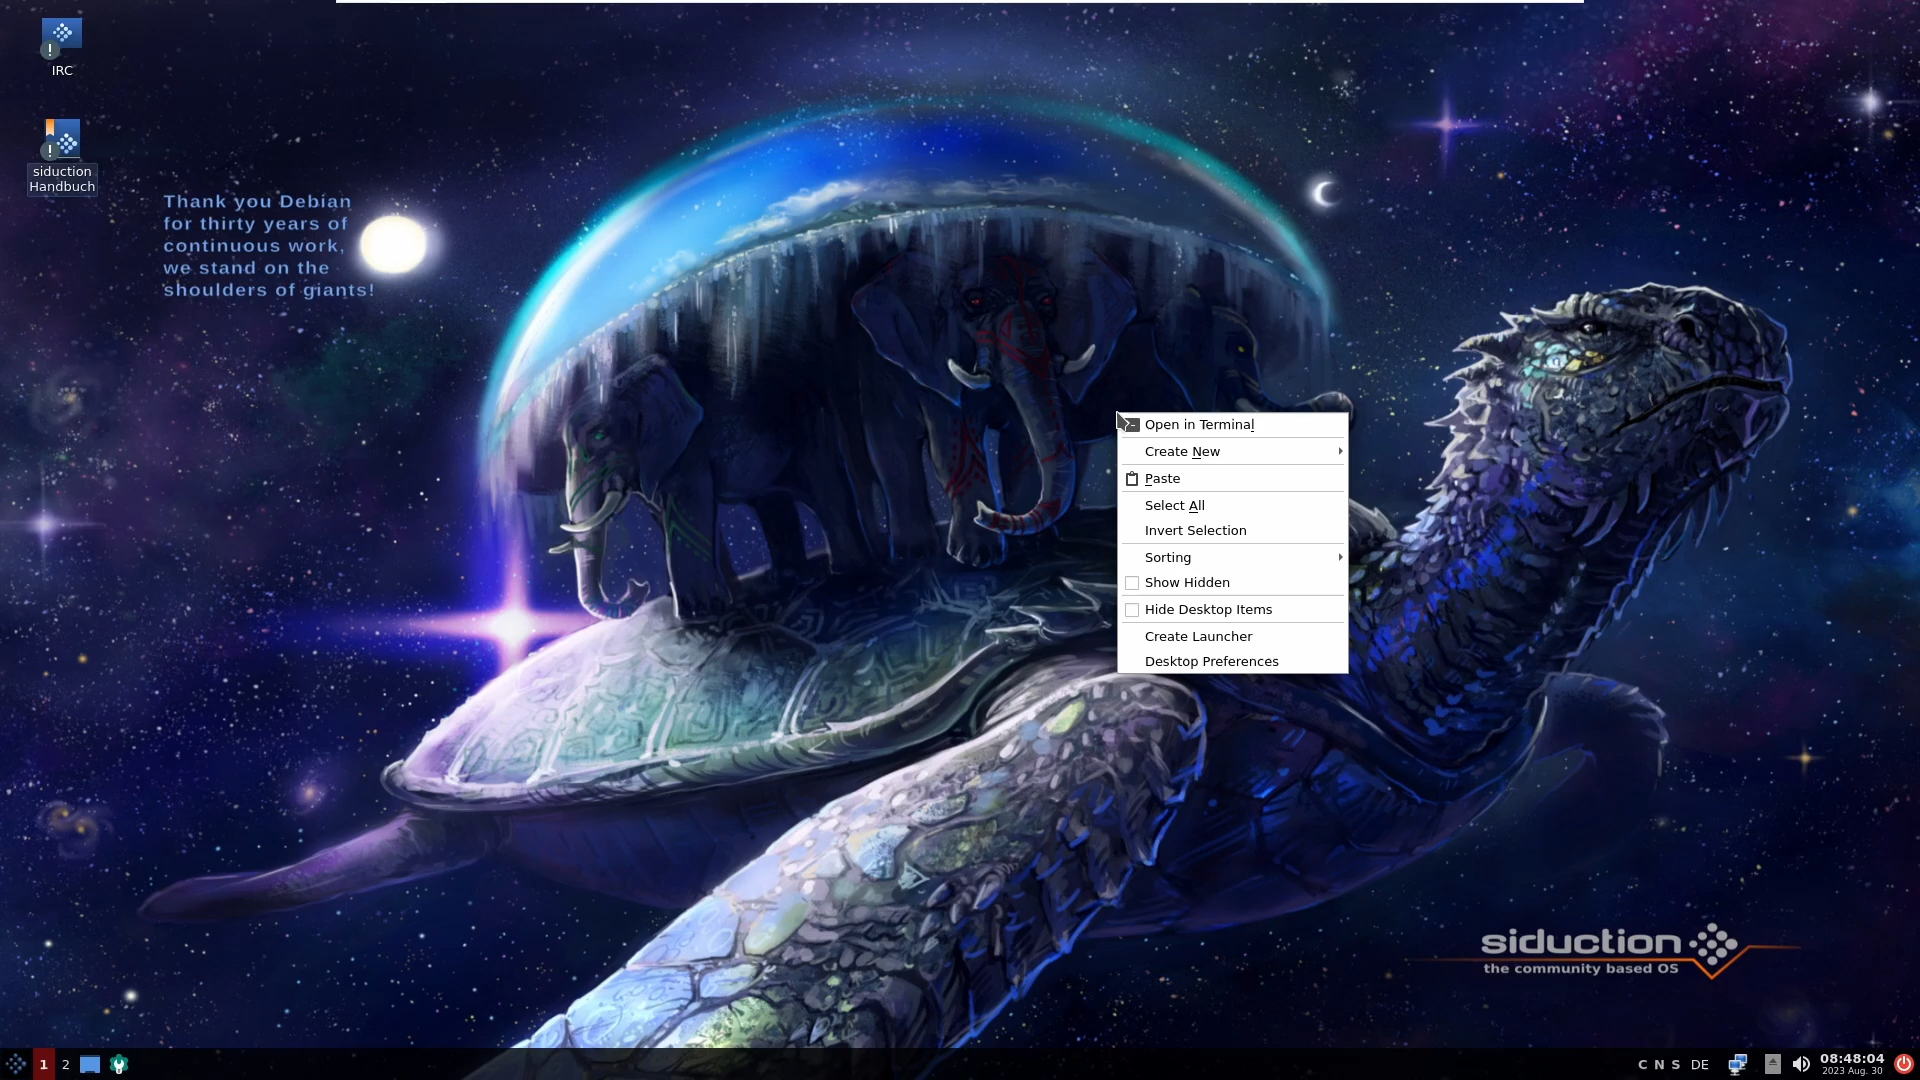 IRC
siduction
Handbuch
Thank you Debian
for thirty years of
continuous work,
we stand on the
shoulders of giants!
Open in Terminal
Create New
Paste
Select All
Invert Selection
Sorting
Show Hidden
Hide Desktop Items
Create Launcher
Desktop Preferences
siduction
the community based OS
1 2
C N S DE
08:48:04
2023 Aug. 30